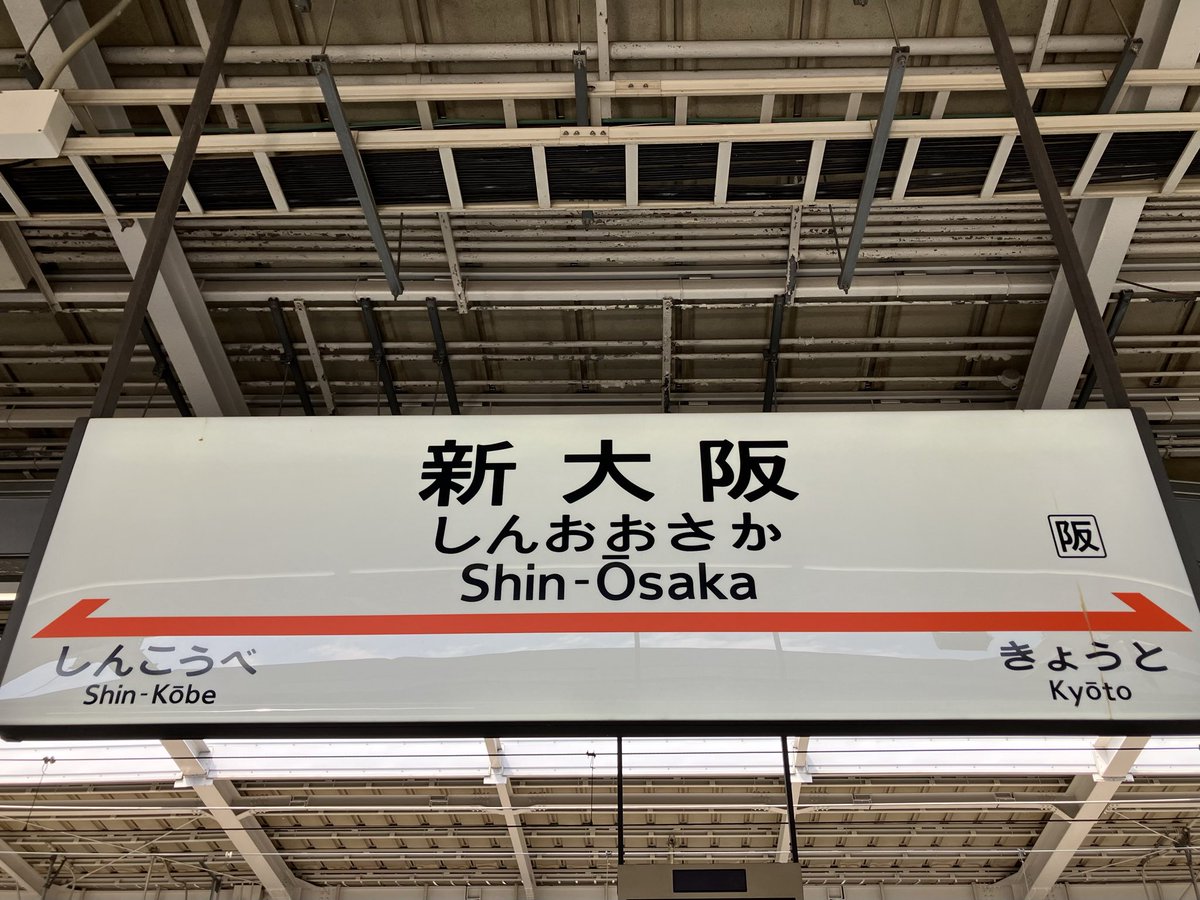 新大阪
しんおおさか
Shin-Ōsaka
阪
しんこうべ
Shin-Kōbe
きょうと
Kyōto